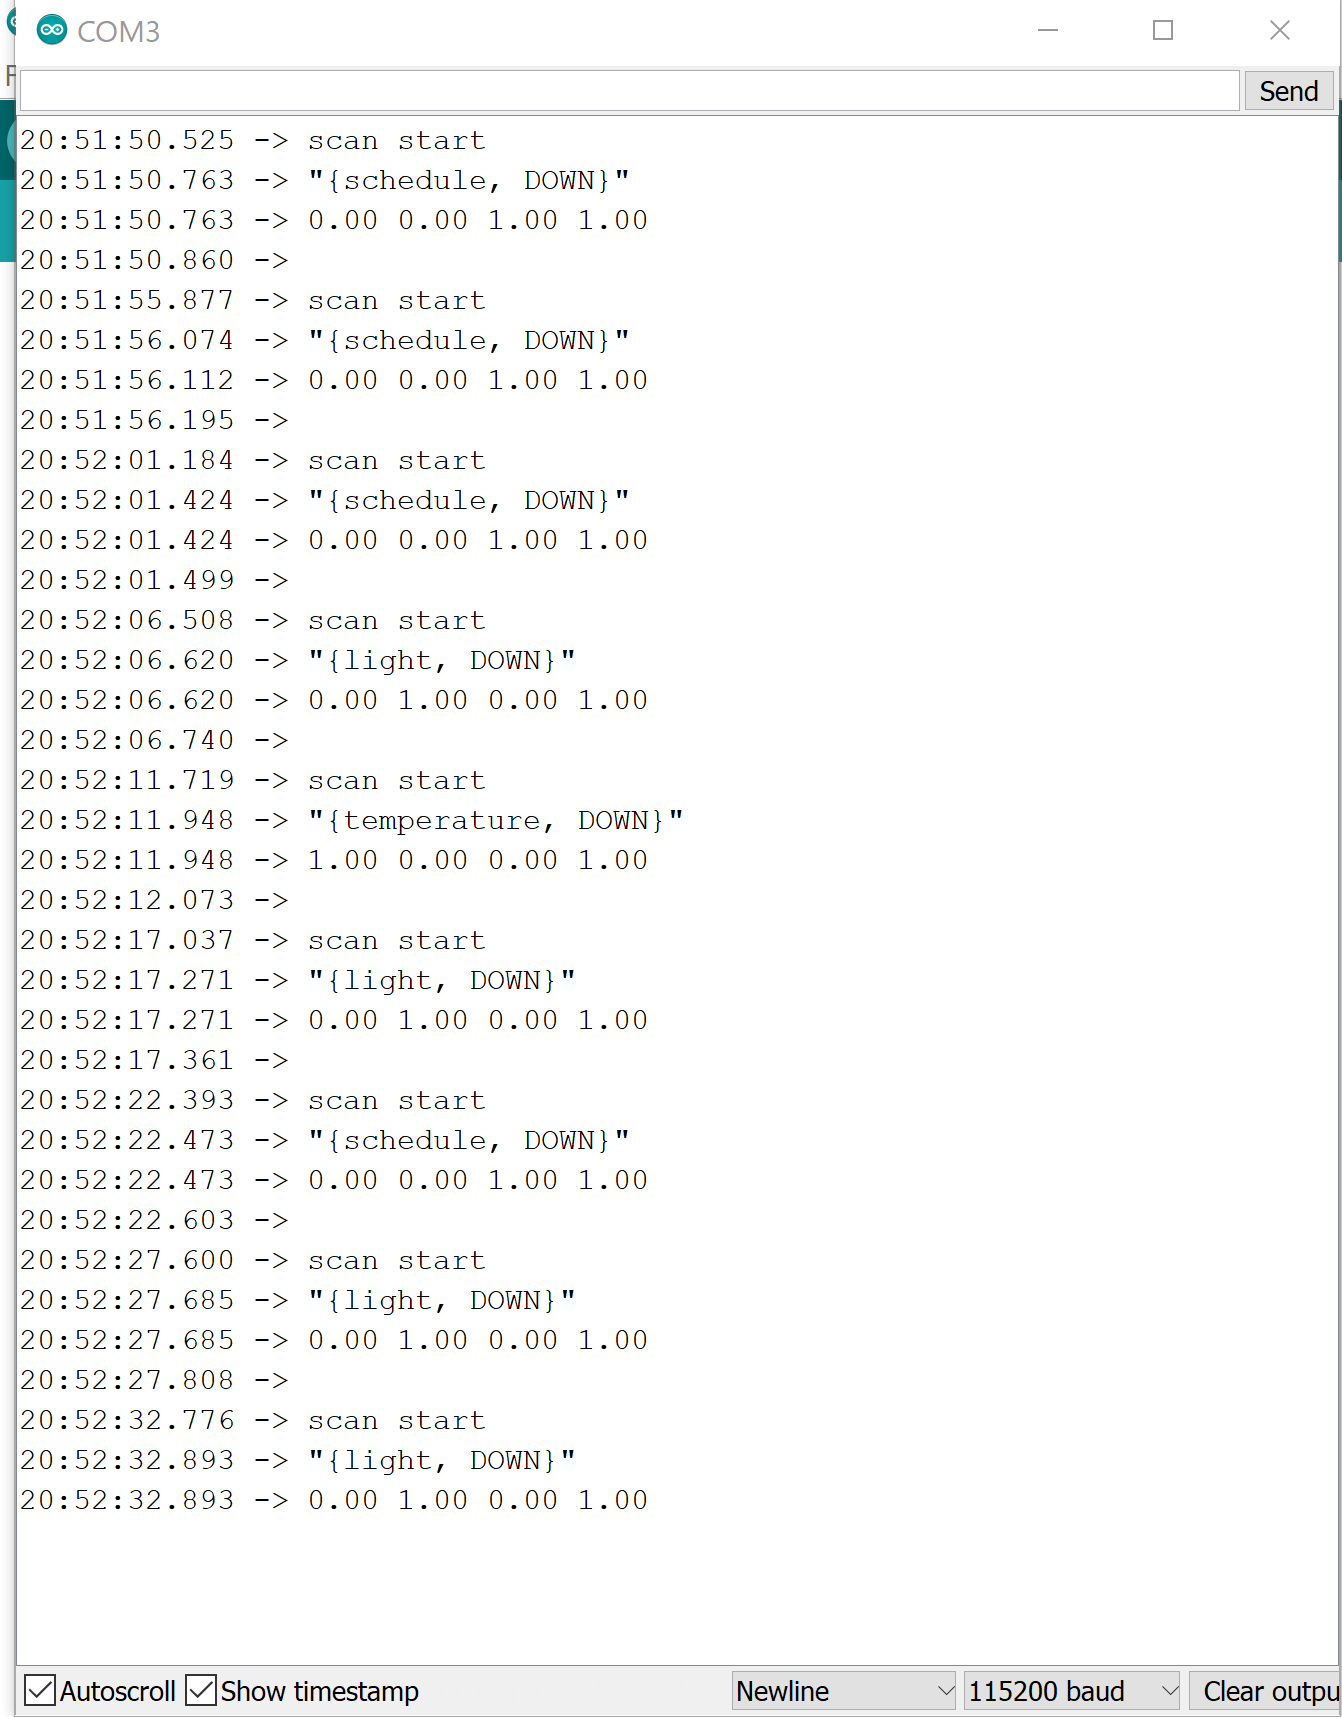 COM3
F
Send
20:51:50.525 -> scan start
20:51:50.763 -> "{schedule, DOWN}"
20:51:50.763 -> 0.00 0.00 1.00 1.00
20:51:50.860 ->
20:51:55.877 -> scan start
20:51:56.074 -> "{schedule, DOWN}"
20:51:56.112 -> 0.00 0.00 1.00 1.00
20:51:56.195 ->
20:52:01.184 -> scan start
20:52:01.424 -> "{schedule, DOWN}"
20:52:01.424 -> 0.00 0.00 1.00 1.00
20:52:01.499 ->
20:52:06.508 -> scan start
20:52:06.620 -> "{light, DOWN}"
20:52:06.620 -> 0.00 1.00 0.00 1.00
20:52:06.740 ->
20:52:11.719 -> scan start
20:52:11.948 -> "{temperature, DOWN}"
20:52:11.948 -> 1.00 0.00 0.00 1.00
20:52:12.073 ->
20:52:17.037 -> scan start
20:52:17.271 -> "{light, DOWN}"
20:52:17.271 -> 0.00 1.00 0.00 1.00
20:52:17.361 ->
20:52:22.393 -> scan start
20:52:22.473 -> "{schedule, DOWN}"
20:52:22.473 -> 0.00 0.00 1.00 1.00
20:52:22.603 ->
20:52:27.600 -> scan start
20:52:27.685 -> "{light, DOWN}"
20:52:27.685 -> 0.00 1.00 0.00 1.00
20:52:27.808 ->
20:52:32.776 -> scan start
20:52:32.893 -> "{light, DOWN}"
20:52:32.893 -> 0.00 1.00 0.00 1.00
Autoscroll Show timestamp Newline 115200 baud Clear outpu